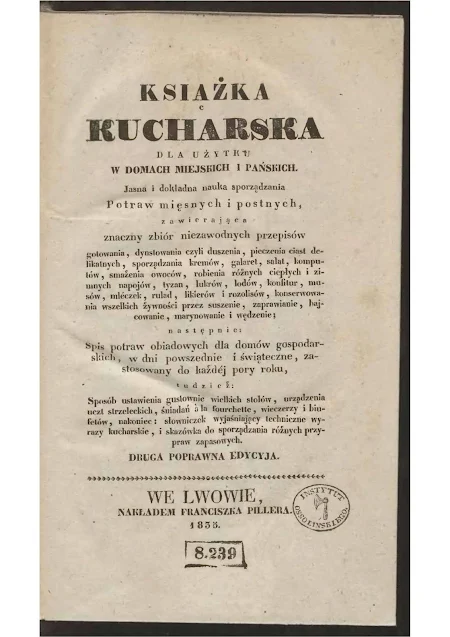 KSIAŻKA
c
KUCHARSKA
DLA UŻYTKU
W DOMACH MIEJSKICH I PAŃSKICH.
Jasna i dokładna nauka sporządzania
Potraw mięsnych i postnych,
zawierająca
znaczny zbiór niezawodnych przepisów
gotowania, dynstowania czyli duszenia, pieczenia ciast de-
likatnych, sporządzania kremów, galaret, sałat, kompu-
tów, smażenia owoców, robienia różnych ciepłych i zi-
mnych napojów, tyzan, lukrów, lodów, konfitur, mu-
sów, mléczek, rulad, likierów i rozolisów, konserwowa-
nia wszelkich żywności przez suszenie, zaprawianie, baj-
cowanie, marynowanie i wędzenie;
następnie:
Spis potraw obiadowych dla domów gospodar-
skich, w dni powszednie i świąteczne, za-
stosowany do każdéj pory roku,
tudzież:
Sposób ustawienia gustownie wielkich stołów, urządzenia
uczt strzeleckich, śniadań à la fourchette, wieczerzy i biu-
fetów, nakoniec: słowniczek wyjaśniający techniczne wy-
razy kucharskie, i skazówka do sporządzania różnych przy-
praw zapasowych.
DRUGA POPRAWNA EDYCYJA.
WE LWOWIE,
NAKŁADEM FRANCISZKA PILLERA.
1835.
INSTYTUT
OSSOLIŃSKIEGO.
8.239